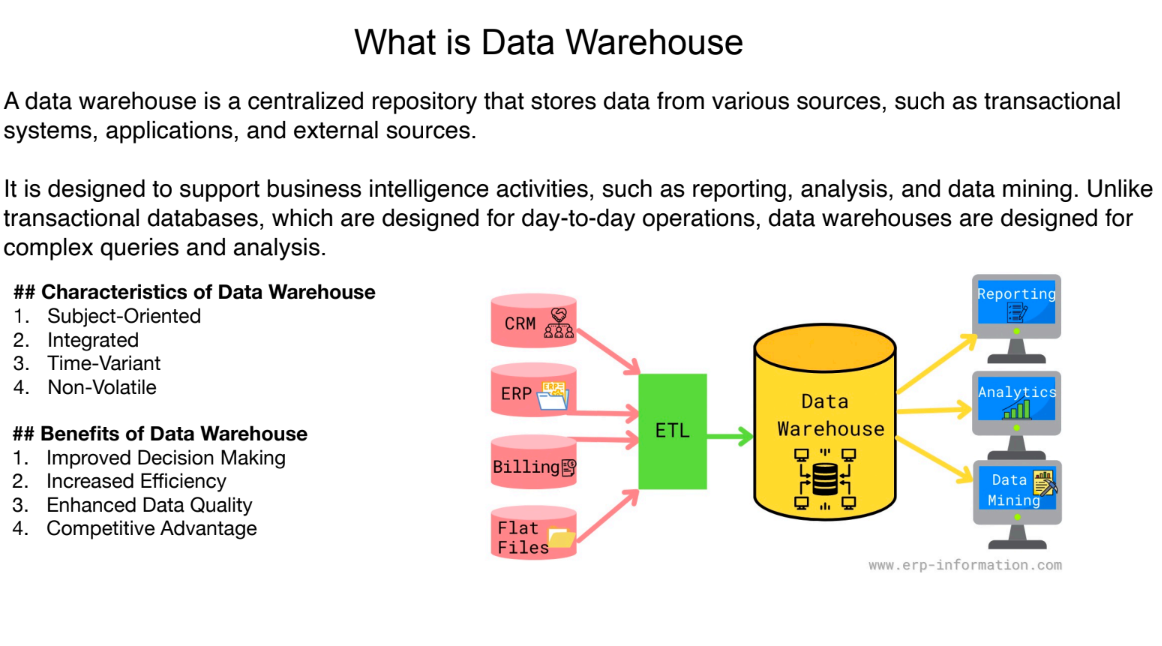 What is Data Warehouse
A data warehouse is a centralized repository that stores data from various sources, such as transactional
systems, applications, and external sources.
It is designed to support business intelligence activities, such as reporting, analysis, and data mining. Unlike
transactional databases, which are designed for day-to-day operations, data warehouses are designed for
complex queries and analysis.
## Characteristics of Data Warehouse
1. Subject-Oriented
2. Integrated
3. Time-Variant
4. Non-Volatile
## Benefits of Data Warehouse
1. Improved Decision Making
2. Increased Efficiency
3. Enhanced Data Quality
4. Competitive Advantage
CRM
ERP
ERP
Billing
Flat
Files
ETL
Data
Warehouse
Reporting
Analytics
Data
Mining
www.erp-information.com